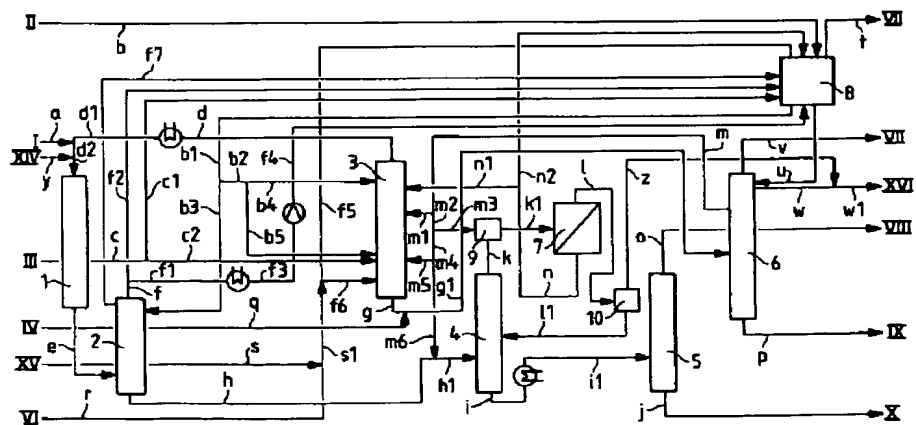 II b f7 t VII
8
a d1 d b1 f4 m v VII
I
XIV y d2 f2 c1 b2 3 n1 n2 l z u XVI
b3 b4 f5 m2 m3 k1 w w1
b5 m1 7 o VIII
III c c2 m4 9 6
1 f1 f3 m5 k n
f f6 g g1 10
IV q 4 l1 5
2 m6
e
XV s s1 h1 i1 p IX
h
VI r i j X